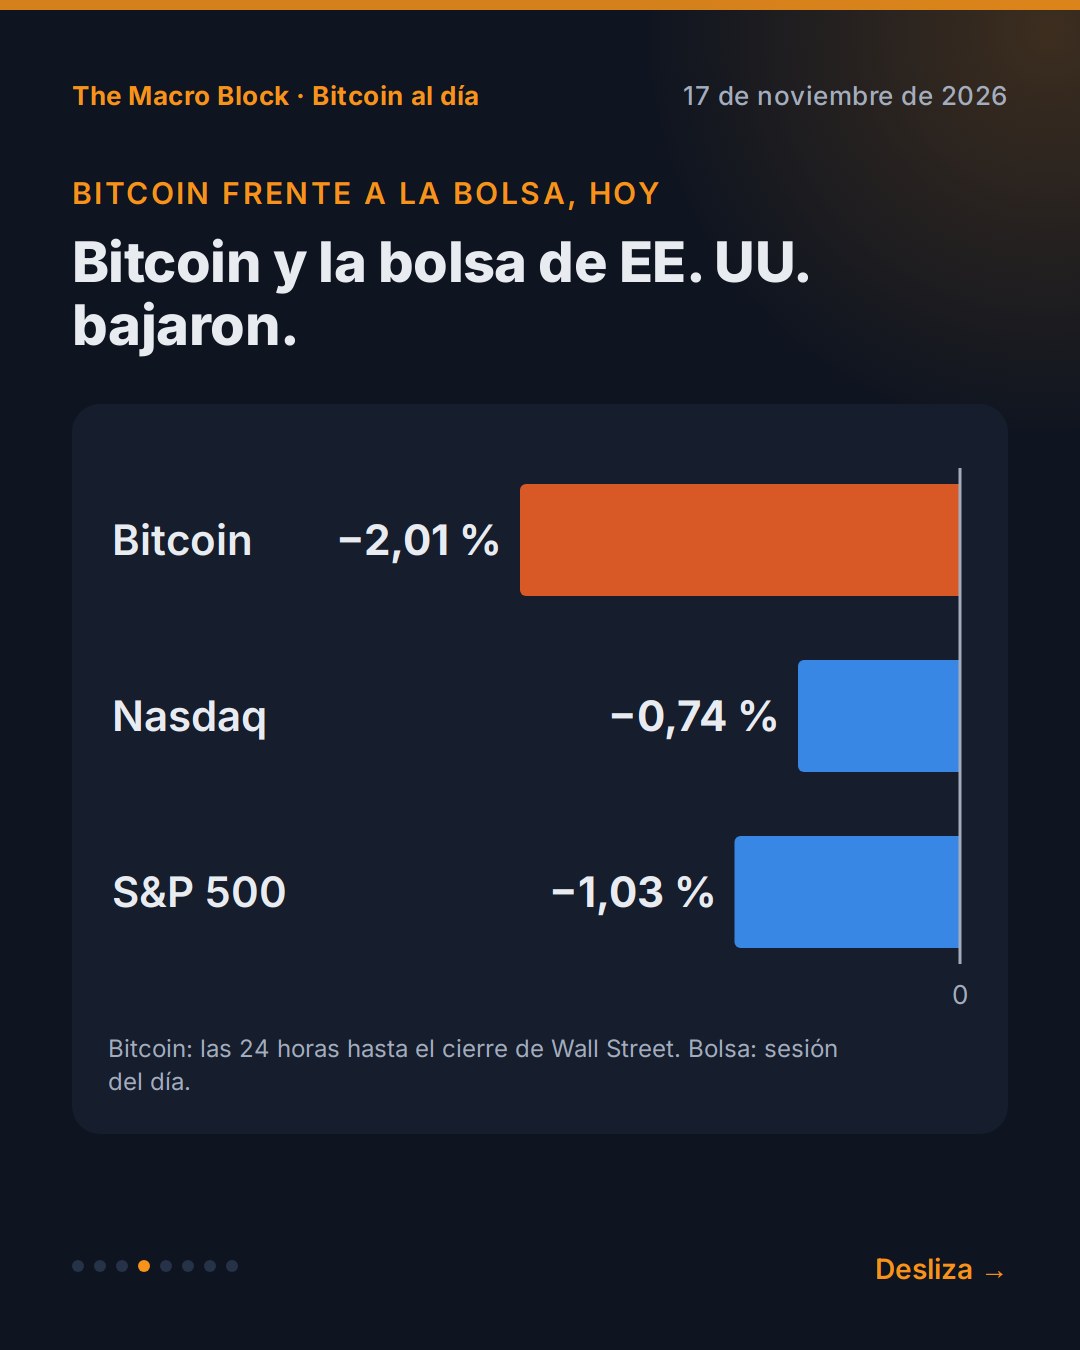 The Macro Block · Bitcoin al día
17 de noviembre de 2026
BITCOIN FRENTE A LA BOLSA, HOY
Bitcoin y la bolsa de EE. UU.
bajaron.
Bitcoin −2,01 %
Nasdaq −0,74 %
S&P 500 −1,03 %
0
Bitcoin: las 24 horas hasta el cierre de Wall Street. Bolsa: sesión
del día.
Desliza →